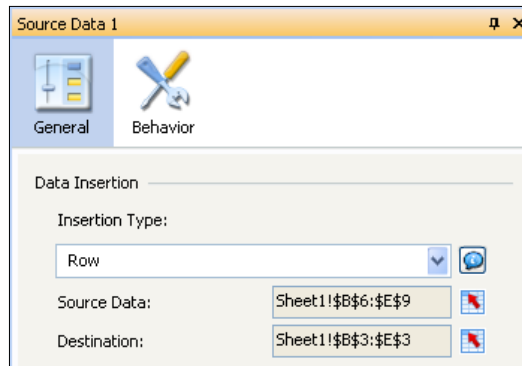 Source Data 1
General Behavior
Data Insertion
Insertion Type:
Row
Source Data: Sheet1!$B$6:$E$9
Destination: Sheet1!$B$3:$E$3